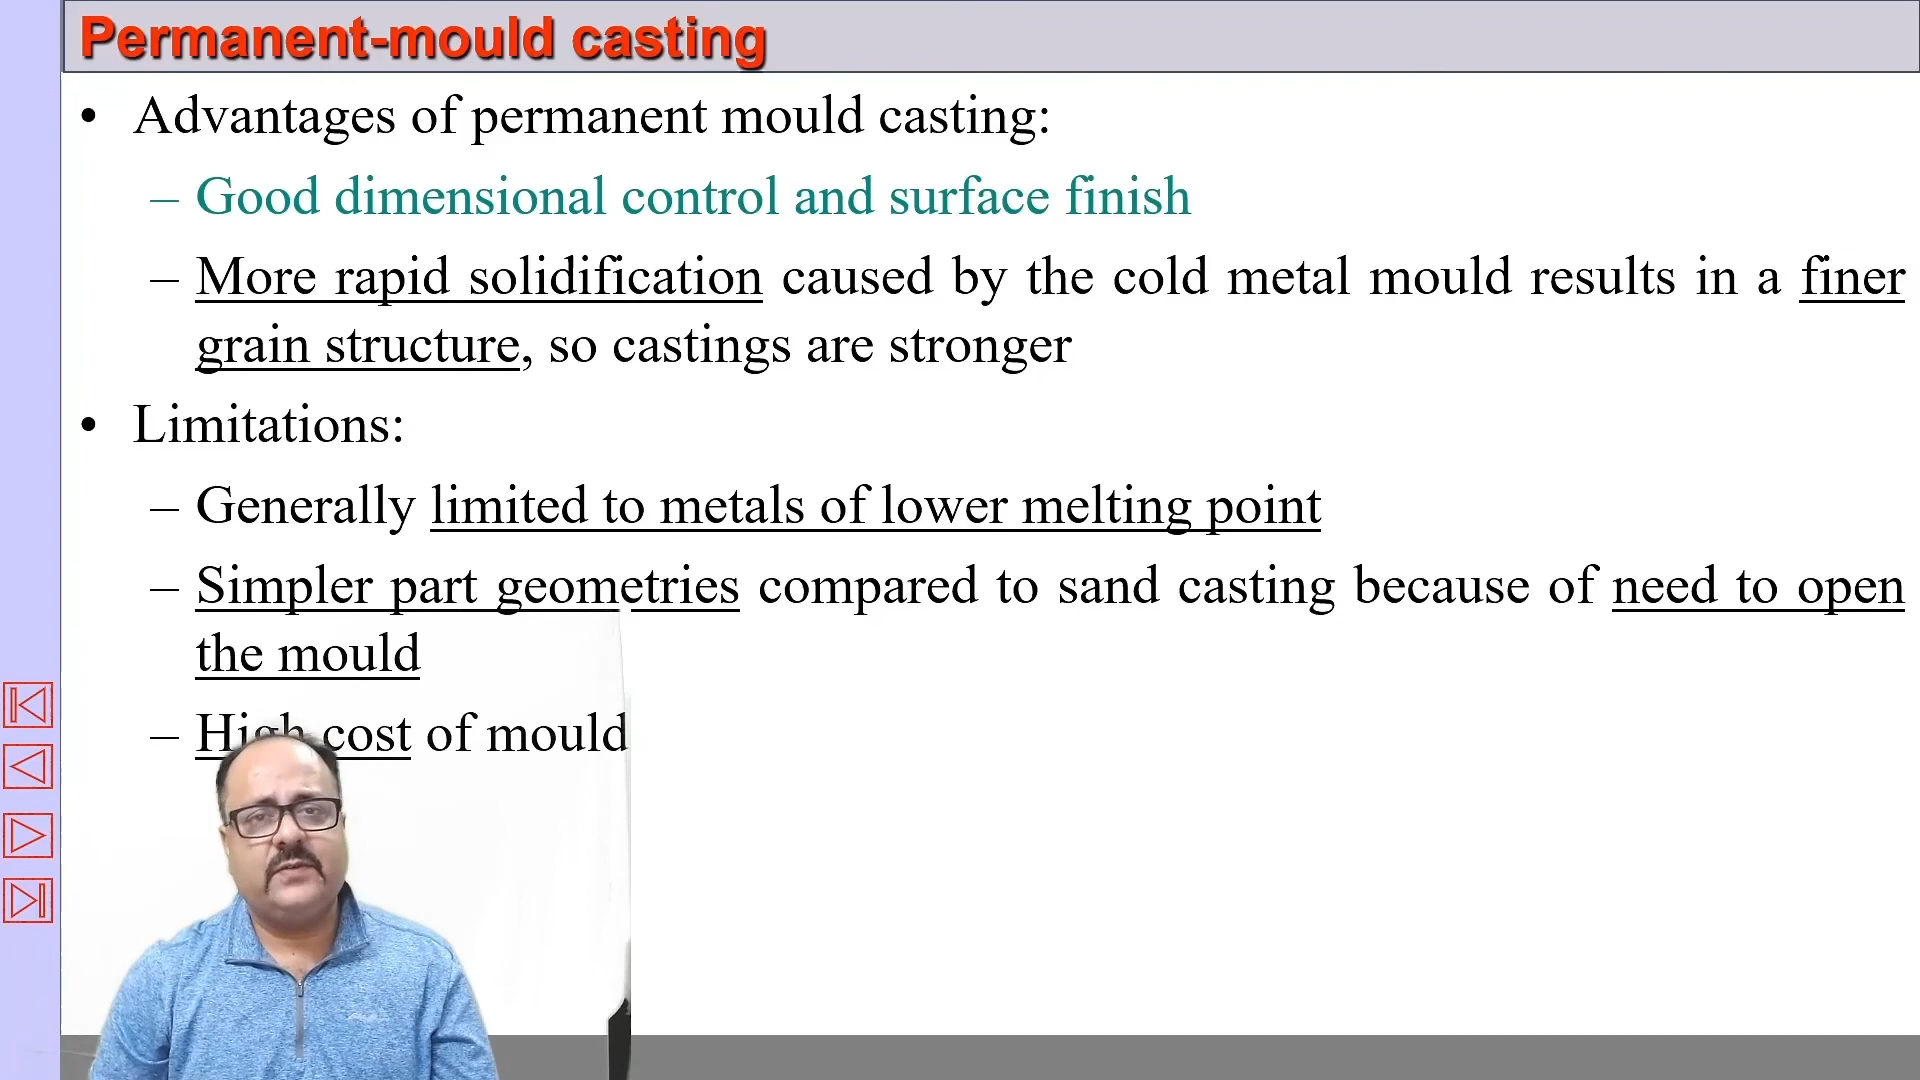 Permanent-mould casting
• Advantages of permanent mould casting:
– Good dimensional control and surface finish
– More rapid solidification caused by the cold metal mould results in a finer
grain structure, so castings are stronger
• Limitations:
– Generally limited to metals of lower melting point
– Simpler part geometries compared to sand casting because of need to open
the mould
– High cost of mould